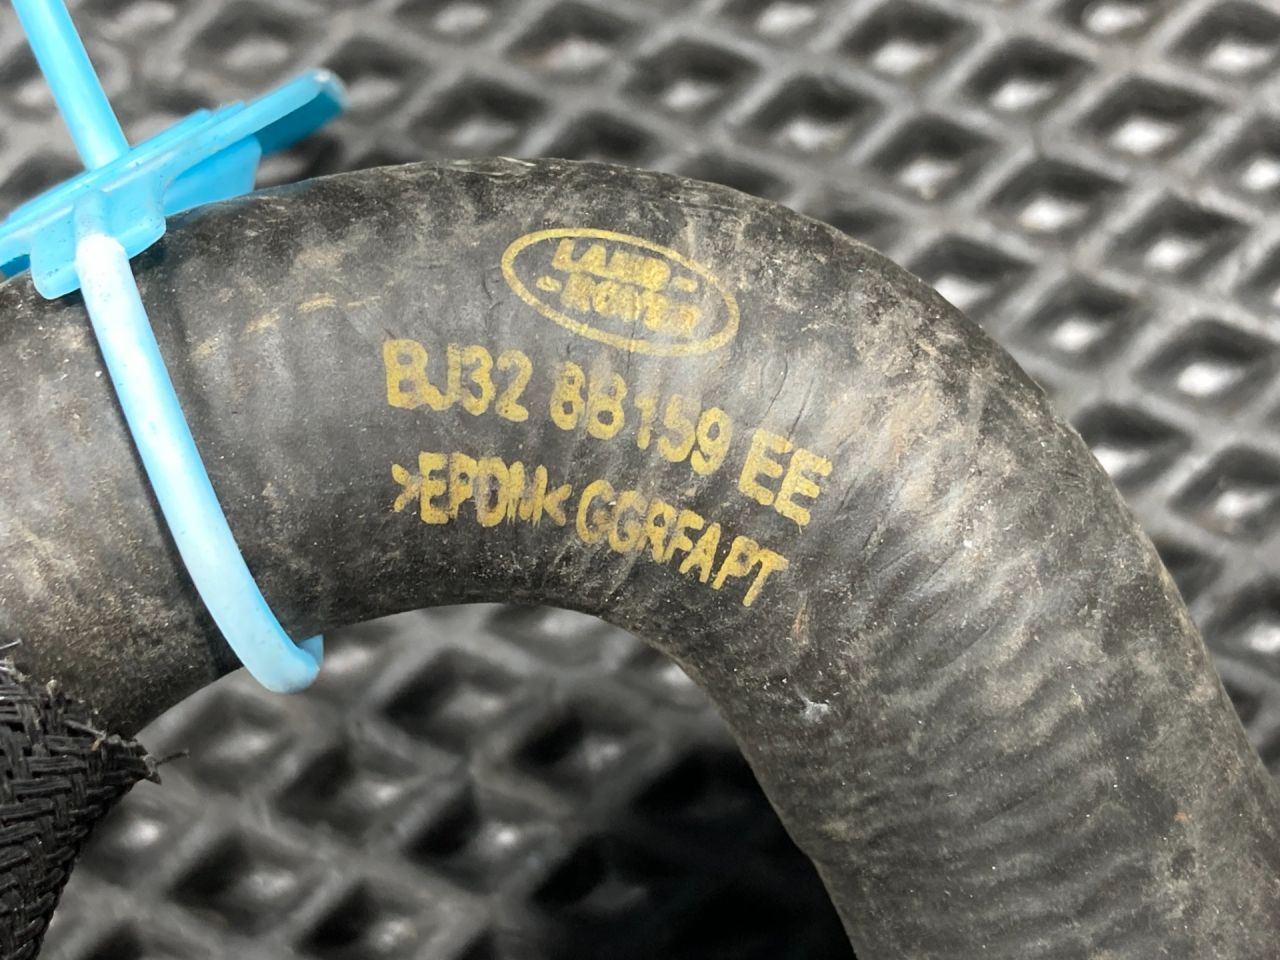 LAND-
-ROVER
BJ32 8B159 EE
>EPDM< GGRFAPT